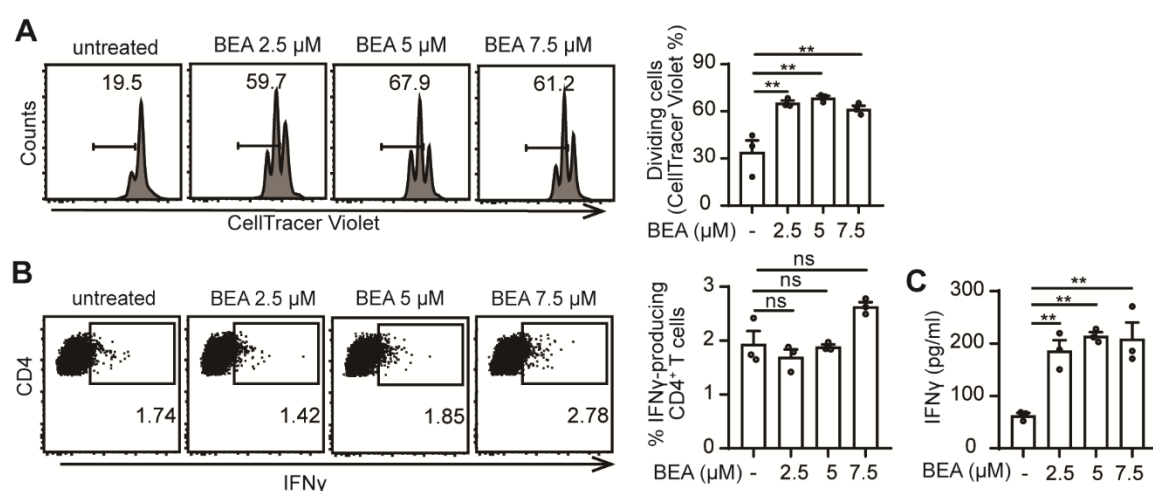 A
untreated
BEA 2.5 µM
BEA 5 µM
BEA 7.5 µM
19.5
59.7
67.9
61.2
Counts
CellTracer Violet
Dividing cells
(CellTracer Violet %)
90
60
30
0
**
**
**
BEA (µM)
-
2.5
5
7.5
B
untreated
BEA 2.5 µM
BEA 5 µM
BEA 7.5 µM
CD4
1.74
1.42
1.85
2.78
IFNγ
% IFNγ-producing
CD4⁺ T cells
3
2
1
0
ns
ns
ns
BEA (µM)
-
2.5
5
7.5
C
IFNγ (pg/ml)
300
200
100
0
**
**
**
BEA (µM)
-
2.5
5
7.5